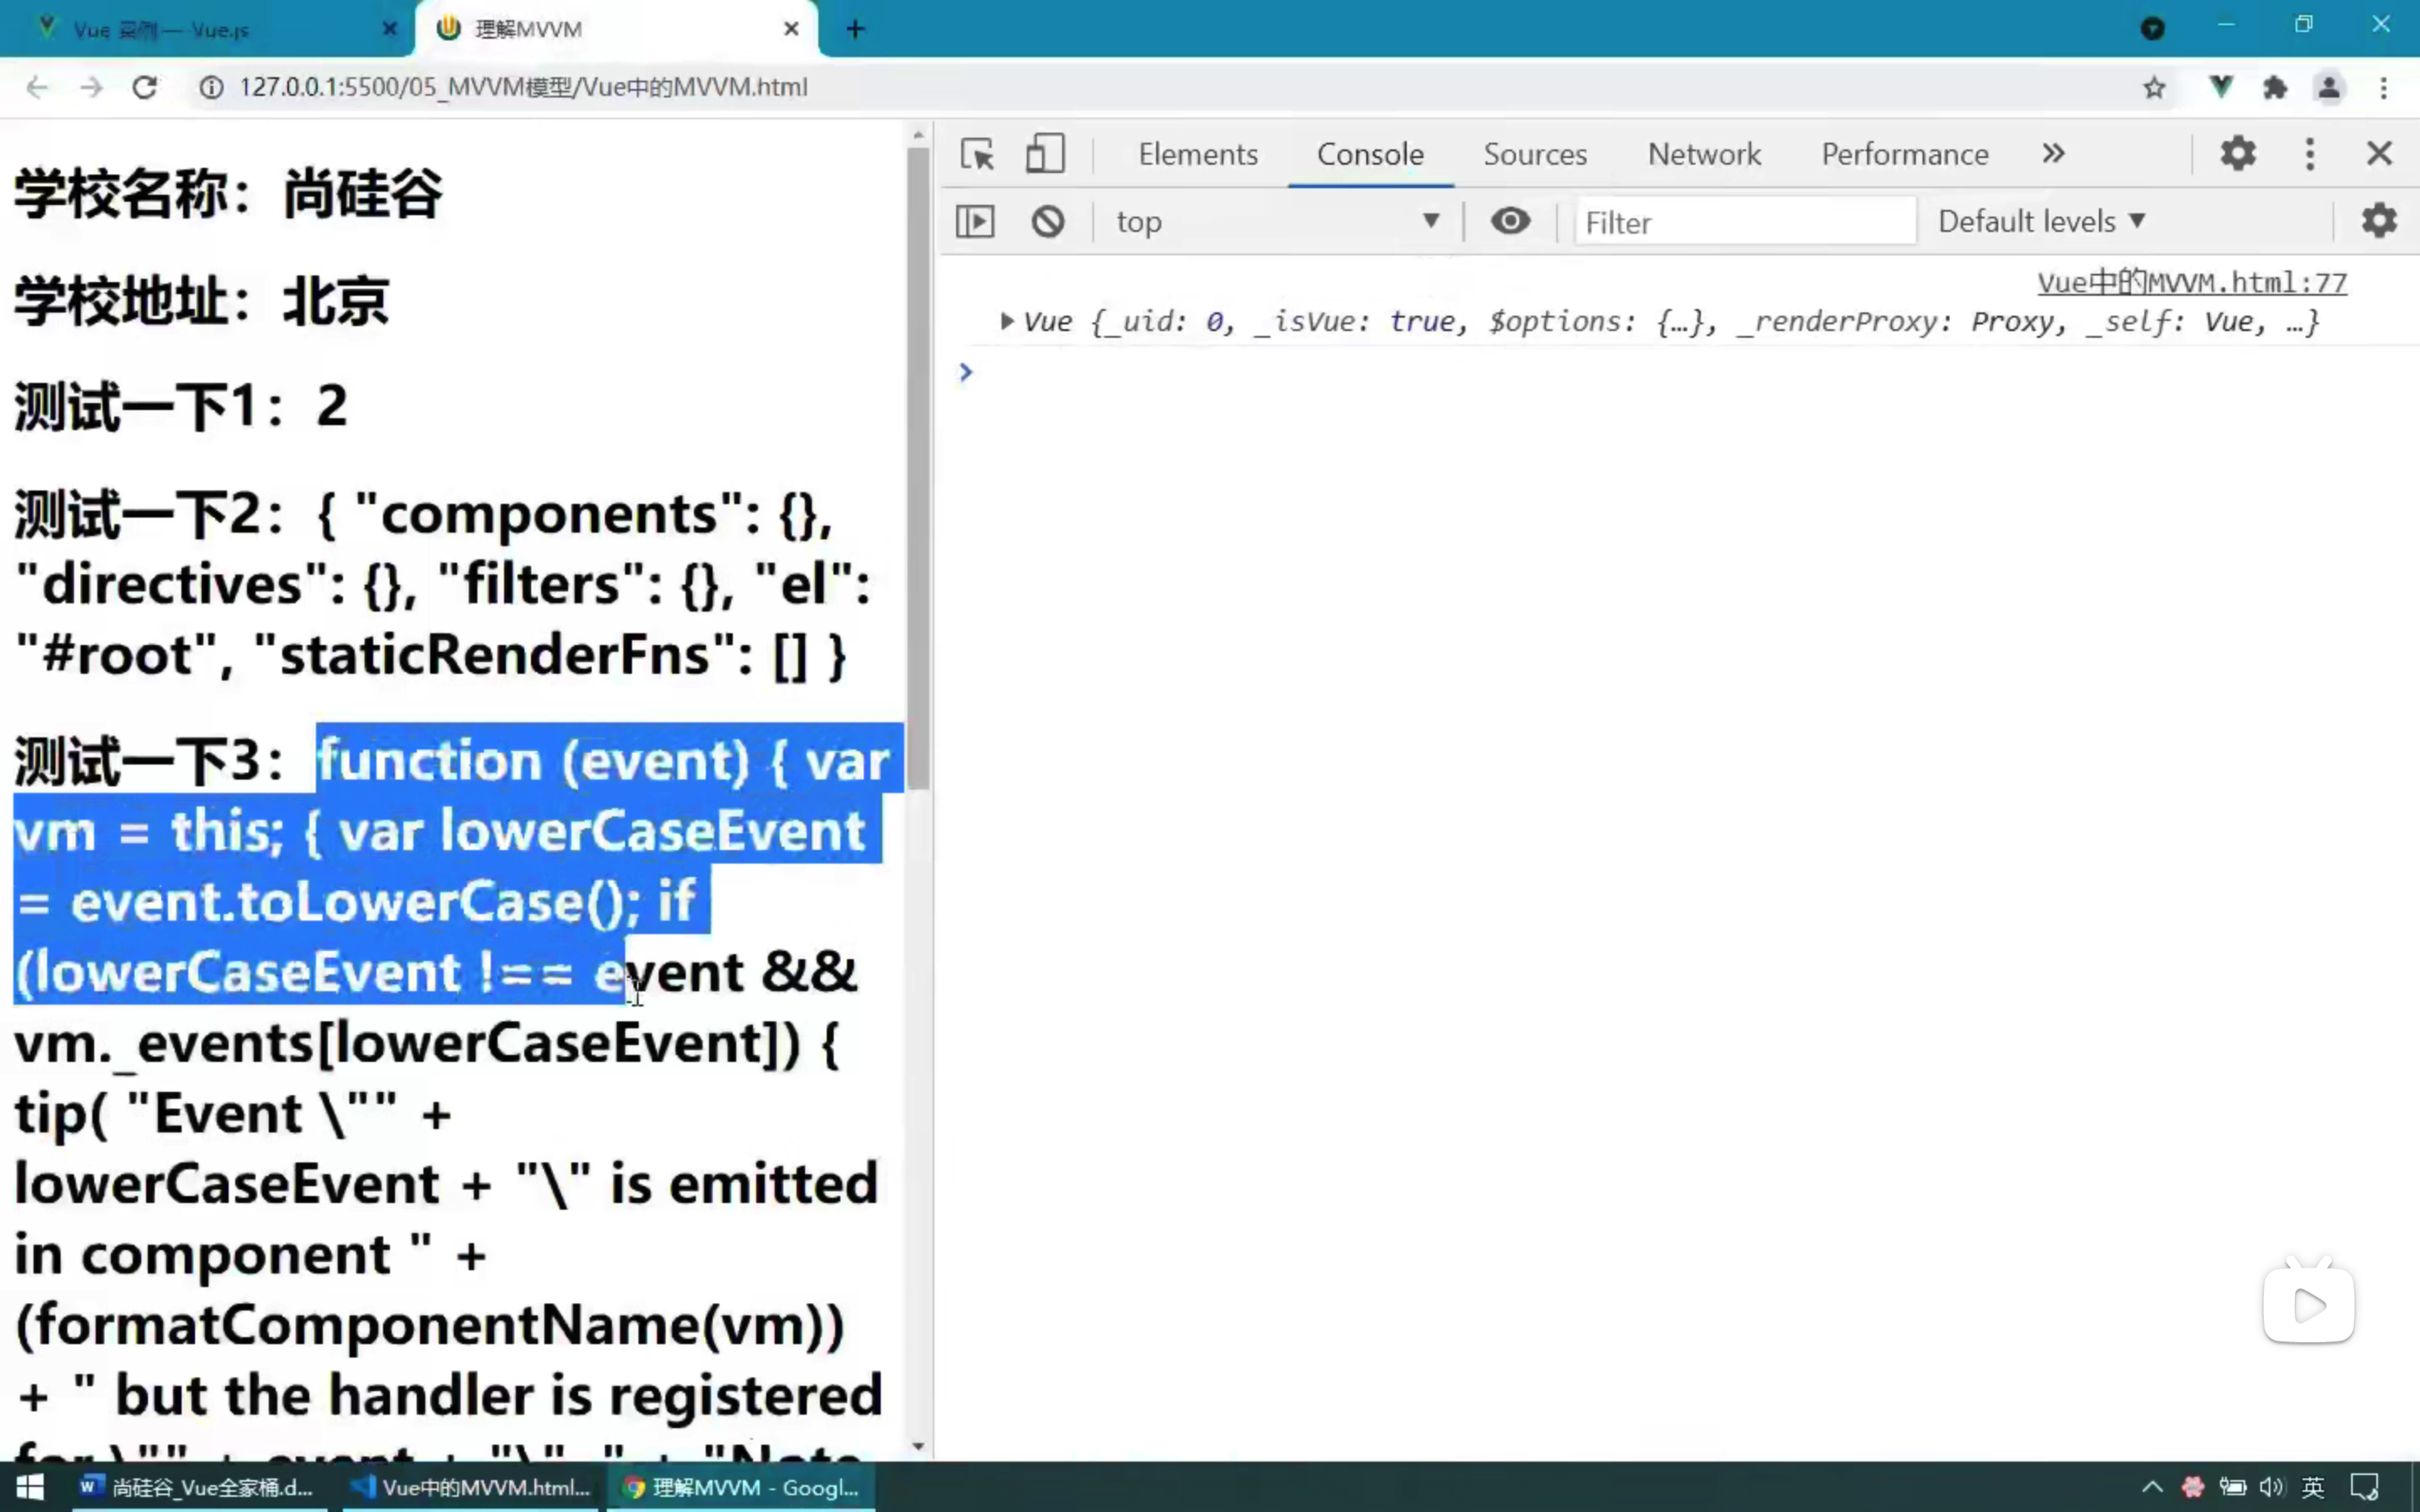 Vue 实例 — Vue.js
理解MVVM
127.0.0.1:5500/05_MVVM模型/Vue中的MVVM.html
学校名称：尚硅谷
学校地址：北京
测试一下1：2
测试一下2：{ "components": {},
"directives": {}, "filters": {}, "el":
"#root", "staticRenderFns": [] }
测试一下3：function (event) { var
vm = this; { var lowerCaseEvent
= event.toLowerCase(); if
(lowerCaseEvent !== event &&
vm._events[lowerCaseEvent]) {
tip( "Event \"" +
lowerCaseEvent + "\" is emitted
in component " +
(formatComponentName(vm))
+ " but the handler is registered
for \"" + event + "\". " + "Note
Elements Console Sources Network Performance
top Filter Default levels
Vue中的MVVM.html:77
Vue {_uid: 0, _isVue: true, $options: {…}, _renderProxy: Proxy, _self: Vue, …}
尚硅谷_Vue全家桶.d...
Vue中的MVVM.html...
理解MVVM - Googl...
英